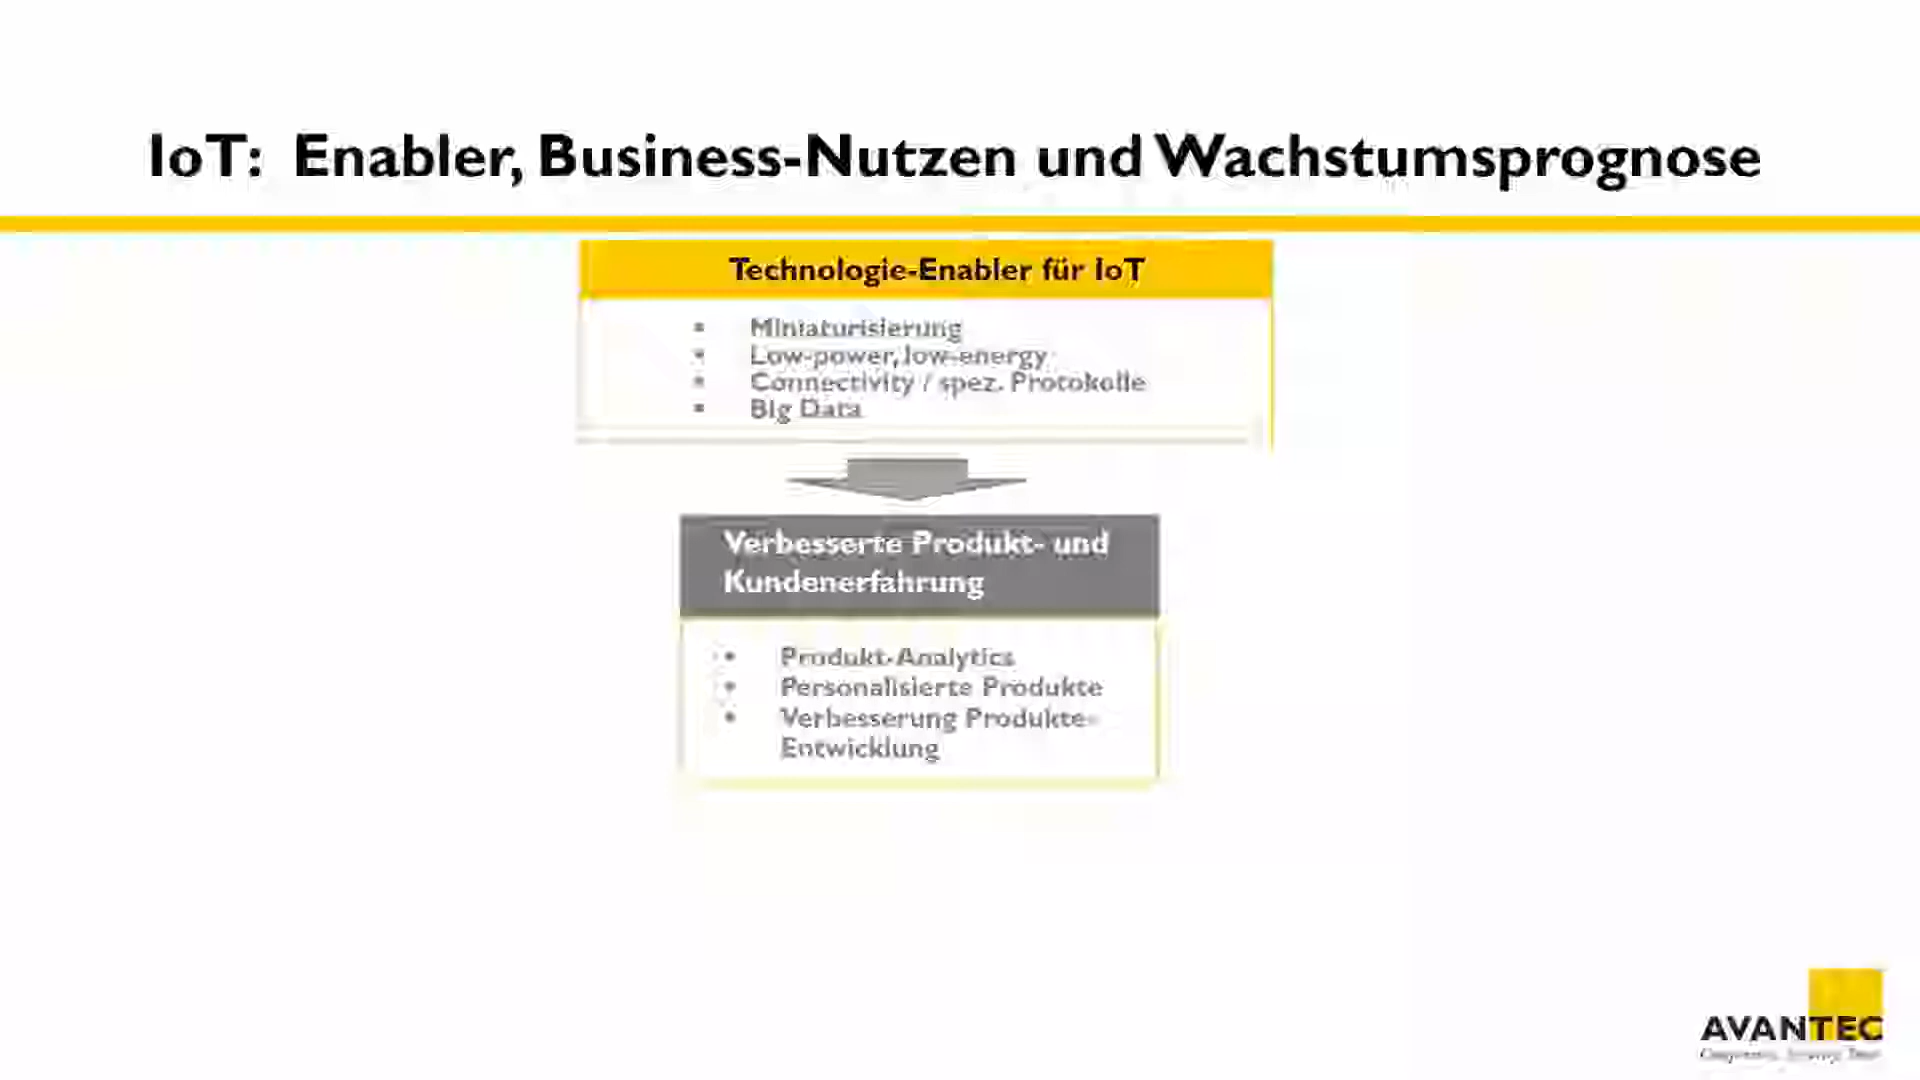 IoT: Enabler, Business-Nutzen und Wachstumsprognose
Technologie-Enabler für IoT
• Miniaturisierung
• Low-power, low-energy
• Connectivity / spez. Protokolle
• Big Data
Verbesserte Produkt- und
Kundenerfahrung
• Produkt-Analytics
• Personalisierte Produkte
• Verbesserung Produkte-
Entwicklung
AVANTEC